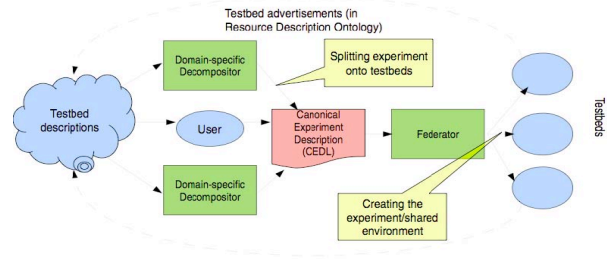 Testbed advertisements (in
Resource Description Ontology)
Domain-specific
Decompositor
Splitting experiment
onto testbeds
Testbed
descriptions
User
Canonical
Experiment
Description
(CEDL)
Federator
Testbeds
Domain-specific
Decompositor
Creating the
experiment/shared
environment